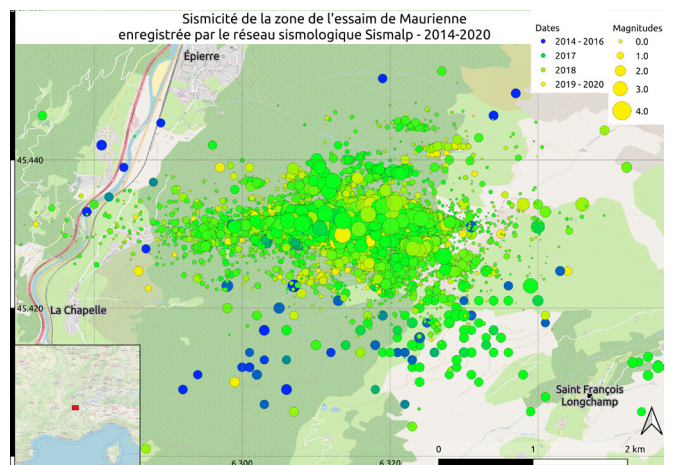 Sismicité de la zone de l'essaim de Maurienne
enregistrée par le réseau sismologique Sismalp - 2014-2020
Dates
2014 - 2016
2017
2018
2019 - 2020
Magnitudes
0.0
1.0
2.0
3.0
4.0
Épierre
45.440
45.420
La Chapelle
Saint François
Longchamp
6.300
6.320
0
1
2 km